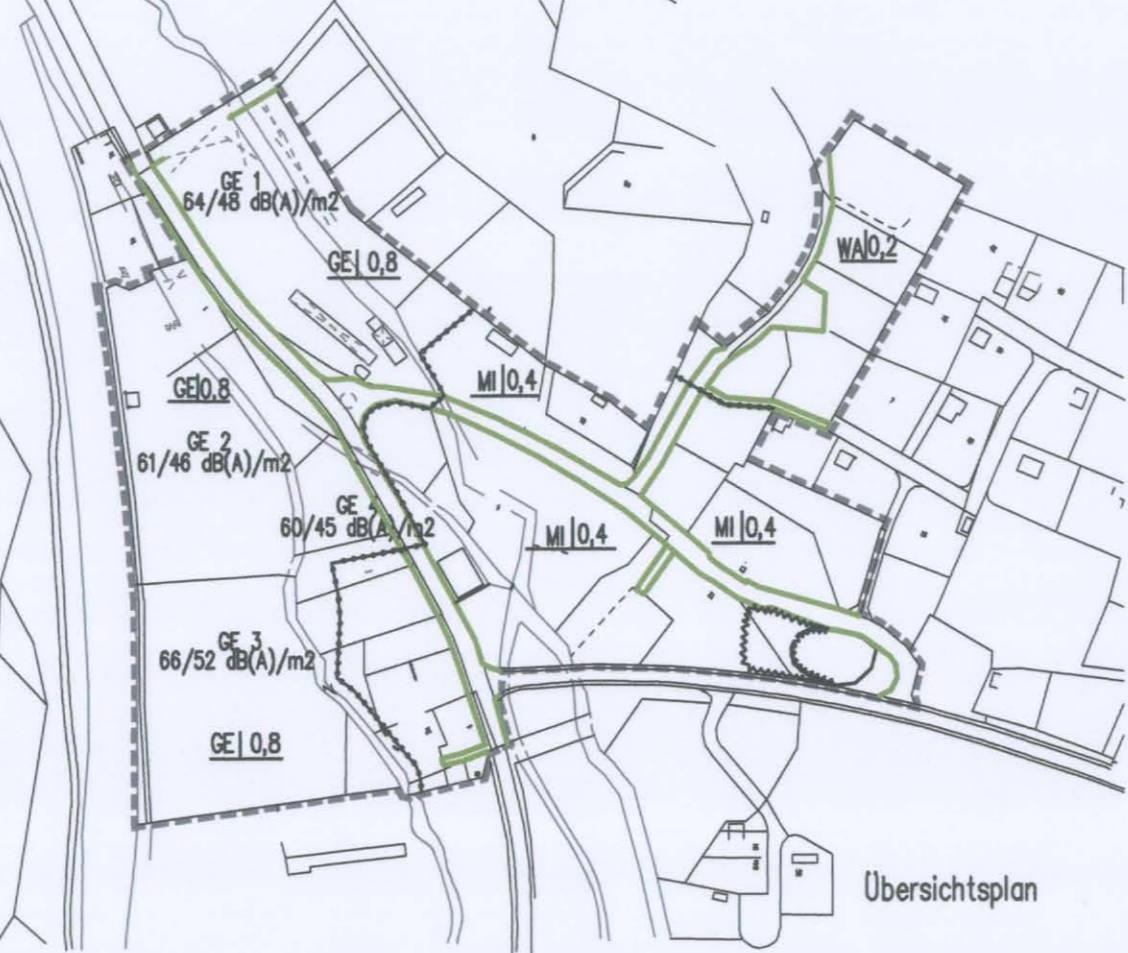 GE 1
64/48 dB(A)/m2
GE| 0,8
WA|0,2
GE|0,8
MI|0,4
GE 2
61/46 dB(A)/m2
GE 4
60/45 dB(A)/m2
MI|0,4
MI|0,4
GE 3
66/52 dB(A)/m2
GE| 0,8
Übersichtsplan